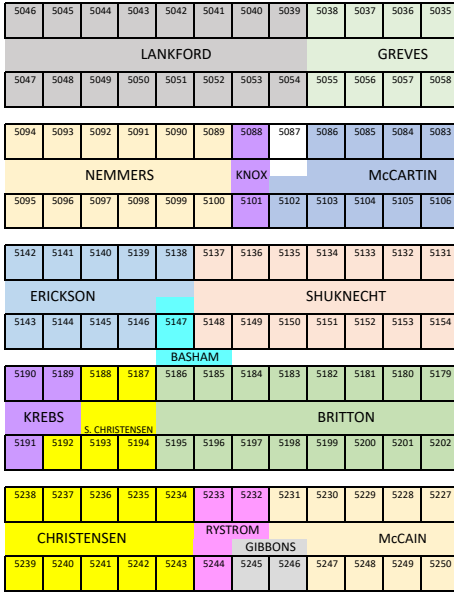 5046 5045 5044 5043 5042 5041 5040 5039 5038 5037 5036 5035
LANKFORD GREVES
5047 5048 5049 5050 5051 5052 5053 5054 5055 5056 5057 5058
5094 5093 5092 5091 5090 5089 5088 5087 5086 5085 5084 5083
NEMMERS KNOX McCARTIN
5095 5096 5097 5098 5099 5100 5101 5102 5103 5104 5105 5106
5142 5141 5140 5139 5138 5137 5136 5135 5134 5133 5132 5131
ERICKSON SHUKNECHT
5143 5144 5145 5146 5147 5148 5149 5150 5151 5152 5153 5154
BASHAM
5190 5189 5188 5187 5186 5185 5184 5183 5182 5181 5180 5179
KREBS S. CHRISTENSEN BRITTON
5191 5192 5193 5194 5195 5196 5197 5198 5199 5200 5201 5202
5238 5237 5236 5235 5234 5233 5232 5231 5230 5229 5228 5227
CHRISTENSEN RYSTROM McCAIN
GIBBONS
5239 5240 5241 5242 5243 5244 5245 5246 5247 5248 5249 5250